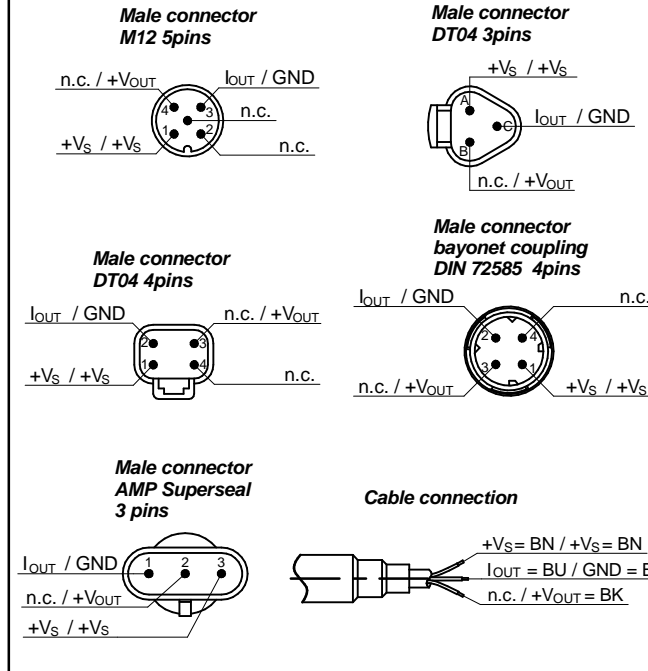 Male connector
M12 5pins
n.c. / +VOUT
IOUT / GND
4
3
n.c.
1
2
+VS / +VS
n.c.
Male connector
DT04 3pins
+VS / +VS
A
C
IOUT / GND
B
n.c. / +VOUT
Male connector
DT04 4pins
IOUT / GND
n.c. / +VOUT
2
3
1
4
+VS / +VS
n.c.
Male connector
bayonet coupling
DIN 72585 4pins
IOUT / GND
n.c.
2
4
3
1
n.c. / +VOUT
+VS / +VS
Male connector
AMP Superseal
3 pins
IOUT / GND
1
2
3
n.c. / +VOUT
+VS / +VS
Cable connection
+VS = BN / +VS = BN
IOUT = BU / GND =
n.c. / +VOUT = BK